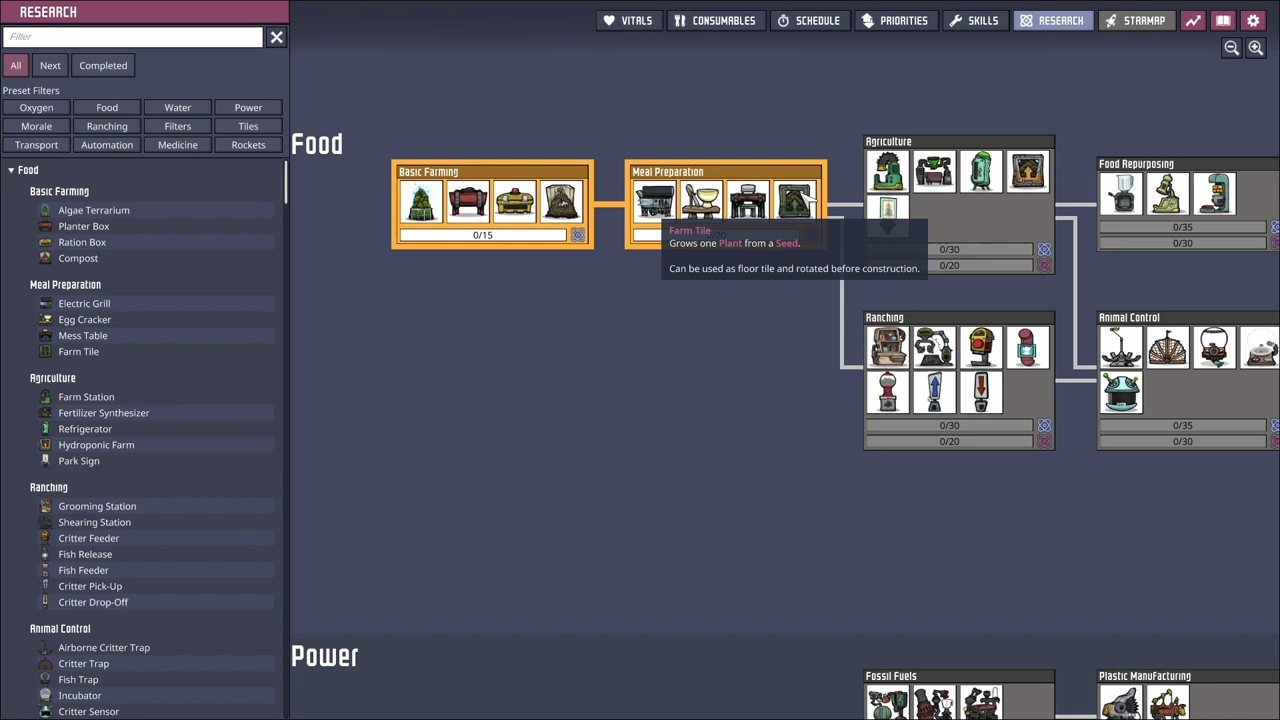 RESEARCH
VITALS
CONSUMABLES
SCHEDULE
PRIORITIES
SKILLS
RESEARCH
STARMAP
Filter
All
Next
Completed
Preset Filters
Oxygen
Food
Water
Power
Morale
Ranching
Filters
Tiles
Transport
Automation
Medicine
Rockets
Food
Basic Farming
Algae Terrarium
Planter Box
Ration Box
Compost
Meal Preparation
Electric Grill
Egg Cracker
Mess Table
Farm Tile
Agriculture
Farm Station
Fertilizer Synthesizer
Refrigerator
Hydroponic Farm
Park Sign
Ranching
Grooming Station
Shearing Station
Critter Feeder
Fish Release
Fish Feeder
Critter Pick-Up
Critter Drop-Off
Animal Control
Airborne Critter Trap
Critter Trap
Fish Trap
Incubator
Critter Sensor
Food
Basic Farming
0/15
Meal Preparation
Farm Tile
Grows one Plant from a Seed.
Can be used as floor tile and rotated before construction.
Agriculture
0/30
0/20
Food Repurposing
0/35
0/30
Ranching
0/30
0/20
Animal Control
0/35
0/30
Power
Fossil Fuels
Plastic Manufacturing